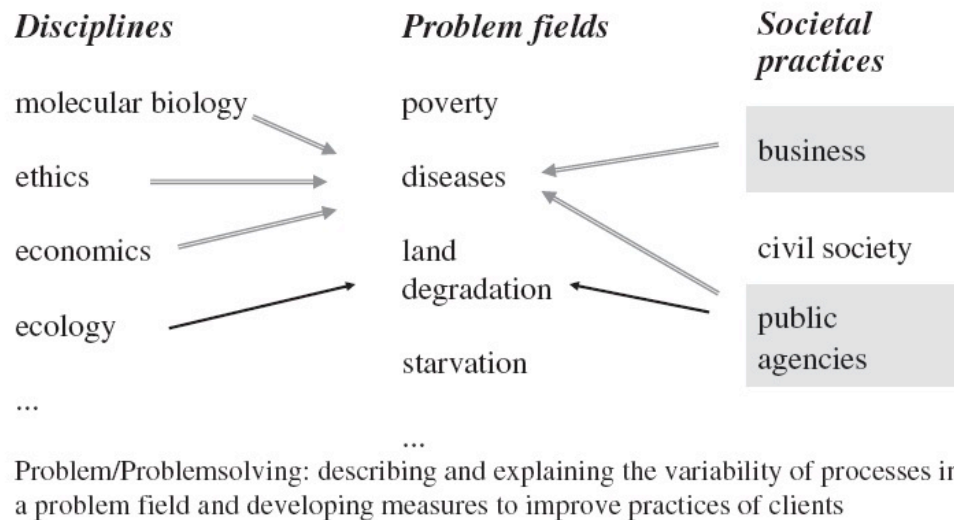 Disciplines
molecular biology
ethics
economics
ecology
...
Problem fields
poverty
diseases
land
degradation
starvation
...
Societal
practices
business
civil society
public
agencies
Problem/Problemsolving: describing and explaining the variability of processes in
a problem field and developing measures to improve practices of clients